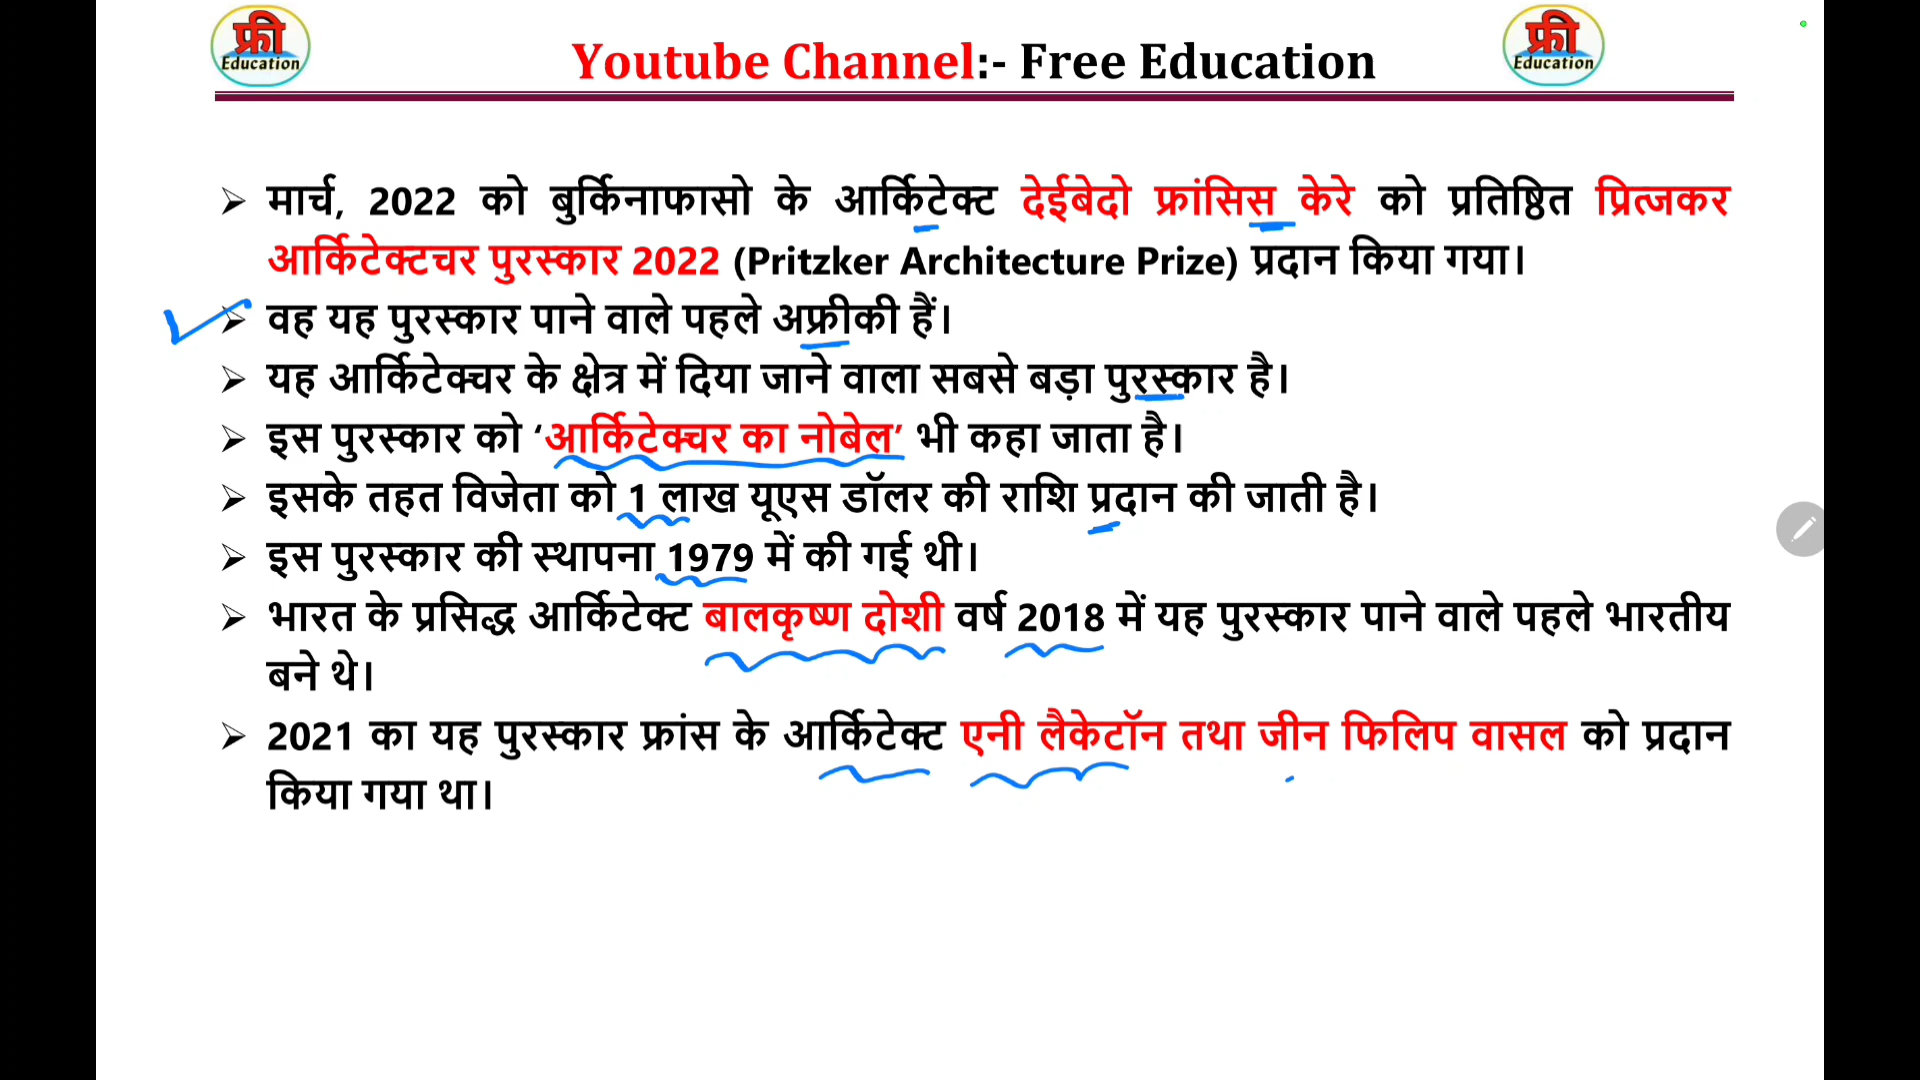 फ्री
Education
Youtube Channel:- Free Education
फ्री
Education
➢ मार्च, 2022 को बुर्किनाफासो के आर्किटेक्ट देईबेदो फ्रांसिस केरे को प्रतिष्ठित प्रित्जकर
आर्किटेक्टचर पुरस्कार 2022 (Pritzker Architecture Prize) प्रदान किया गया।
➢ वह यह पुरस्कार पाने वाले पहले अफ्रीकी हैं।
➢ यह आर्किटेक्चर के क्षेत्र में दिया जाने वाला सबसे बड़ा पुरस्कार है।
➢ इस पुरस्कार को ‘आर्किटेक्चर का नोबेल’ भी कहा जाता है।
➢ इसके तहत विजेता को 1 लाख यूएस डॉलर की राशि प्रदान की जाती है।
➢ इस पुरस्कार की स्थापना 1979 में की गई थी।
➢ भारत के प्रसिद्ध आर्किटेक्ट बालकृष्ण दोशी वर्ष 2018 में यह पुरस्कार पाने वाले पहले भारतीय
बने थे।
➢ 2021 का यह पुरस्कार फ्रांस के आर्किटेक्ट एनी लैकेटॉन तथा जीन फिलिप वासल को प्रदान
किया गया था।